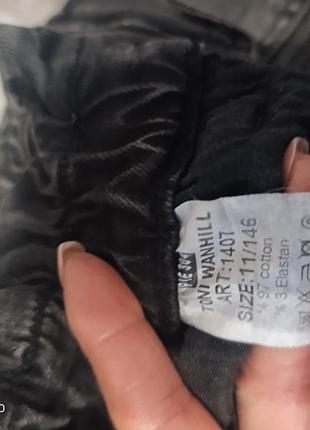 TONI WANHILL
ART:1407
SIZE:11/146
% 97 cotton
% 3 Elastan